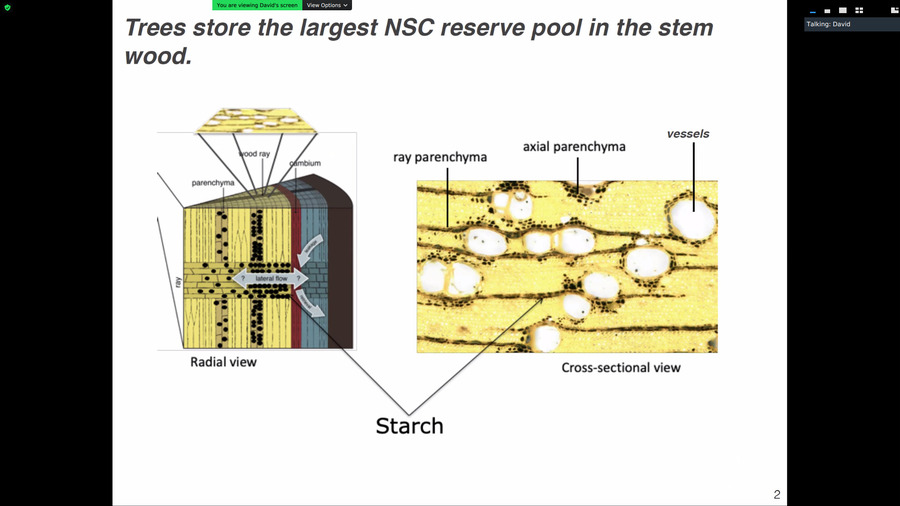 You are viewing David's screen
View Options
Talking: David
Trees store the largest NSC reserve pool in the stem
wood.
wood ray
cambium
parenchyma
ray
? lateral flow ?
Radial view
ray parenchyma
axial parenchyma
vessels
Cross-sectional view
Starch
2